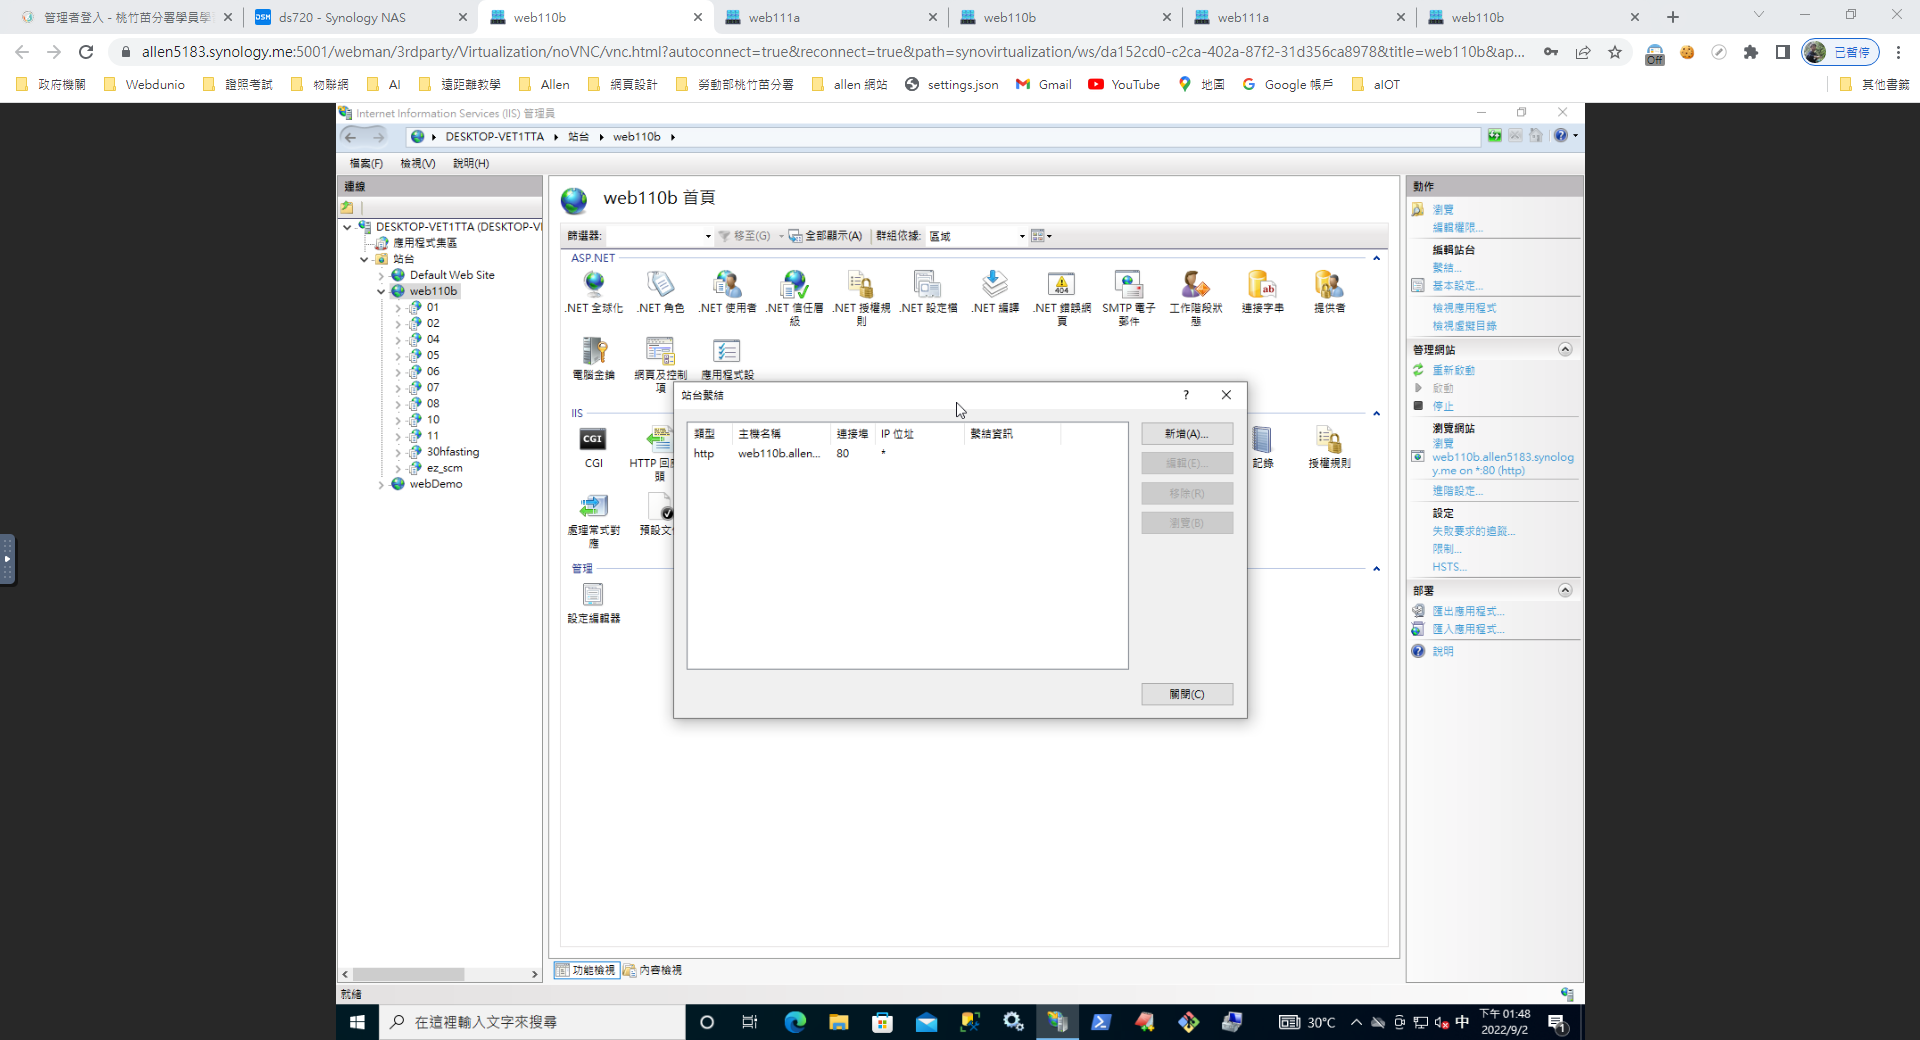 管理者登入 - 桃竹苗分署學員學
ds720 - Synology NAS
web110b
web111a
web110b
web111a
web110b
allen5183.synology.me:5001/webman/3rdparty/Virtualization/noVNC/vnc.html?autoconnect=true&reconnect=true&path=synovirtualization/ws/da152cd0-c2ca-402a-87f2-31d356ca8978&title=web110b&ap...
Off
已暫停
政府機關
Webdunio
證照考試
物聯網
AI
遠距離教學
Allen
網頁設計
勞動部桃竹苗分署
allen 網站
settings.json
Gmail
YouTube
地圖
Google 帳戶
aIOT
其他書籤
Internet Information Services (IIS) 管理員
DESKTOP-VET1TTA
站台
web110b
檔案(F)
檢視(V)
說明(H)
連線
DESKTOP-VET1TTA (DESKTOP-VI
應用程式集區
站台
Default Web Site
web110b
01
02
04
05
06
07
08
10
11
30hfasting
ez_scm
webDemo
web110b 首頁
篩選器:
移至(G)
全部顯示(A)
群組依據:
區域
ASP.NET
.NET 全球化
.NET 角色
.NET 使用者
.NET 信任層級
.NET 授權規則
.NET 設定檔
.NET 編譯
.NET 錯誤網頁
SMTP 電子郵件
工作階段狀態
連接字串
提供者
電腦金鑰
網頁及控制項
應用程式設
IIS
CGI
HTTP 回應
標頭
記錄
授權規則
處理常式對應
預設文件
管理
設定編輯器
站台繫結
?
類型
主機名稱
連接埠
IP 位址
繫結資訊
http
web110b.allen...
80
*
新增(A)...
編輯(E)...
移除(R)
瀏覽(B)
關閉(C)
功能檢視
內容檢視
就緒
動作
瀏覽
編輯權限...
編輯站台
繫結...
基本設定...
檢視應用程式
檢視虛擬目錄
管理網站
重新啟動
啟動
停止
瀏覽網站
瀏覽
web110b.allen5183.synolog
y.me on *:80 (http)
進階設定...
設定
失敗要求的追蹤...
限制...
HSTS...
部署
匯出應用程式...
匯入應用程式...
說明
在這裡輸入文字來搜尋
30°C
中
下午 01:48
2022/9/2
1